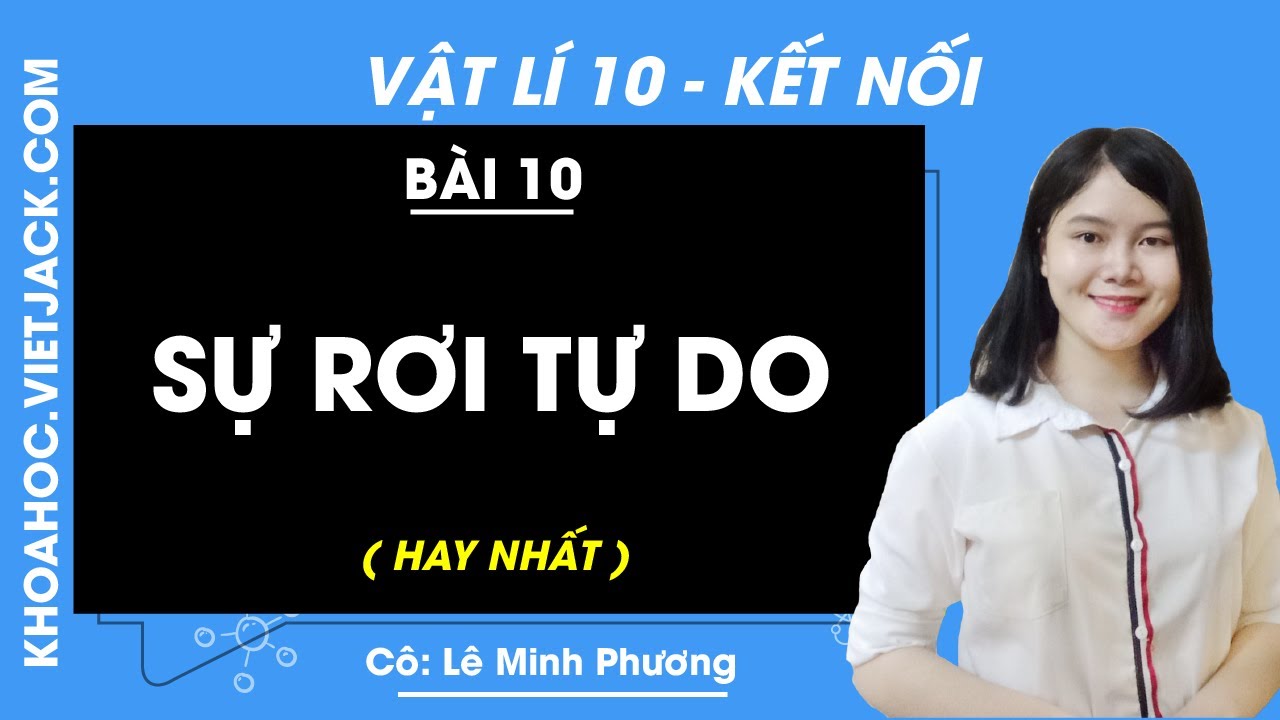 VẬT LÍ 10 - KẾT NỐI
KHOAHOC.VIETJACK.COM
BÀI 10
SỰ RƠI TỰ DO
( HAY NHẤT )
Cô: Lê Minh Phương